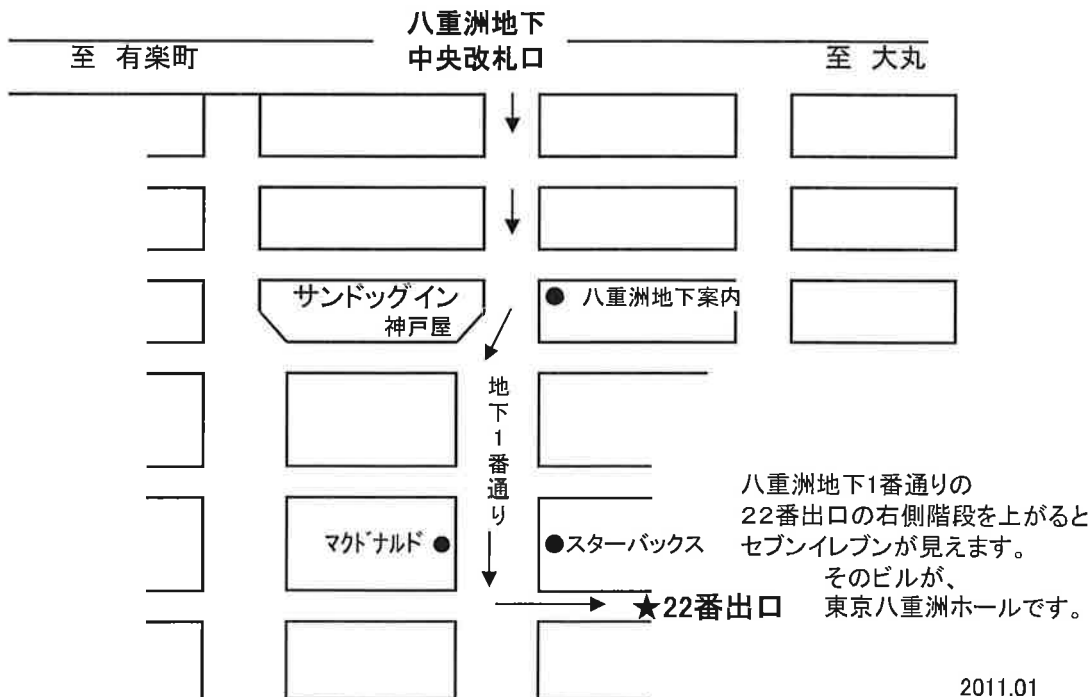 八重洲地下
中央改札口
至 有楽町
至 大丸
サンドッグイン
神戸屋
● 八重洲地下案内
地下1番通り
マクドナルド ●
●スターバックス
八重洲地下1番通りの
22番出口の右側階段を上がると
セブンイレブンが見えます。
そのビルが、
東京八重洲ホールです。
★22番出口
2011.01